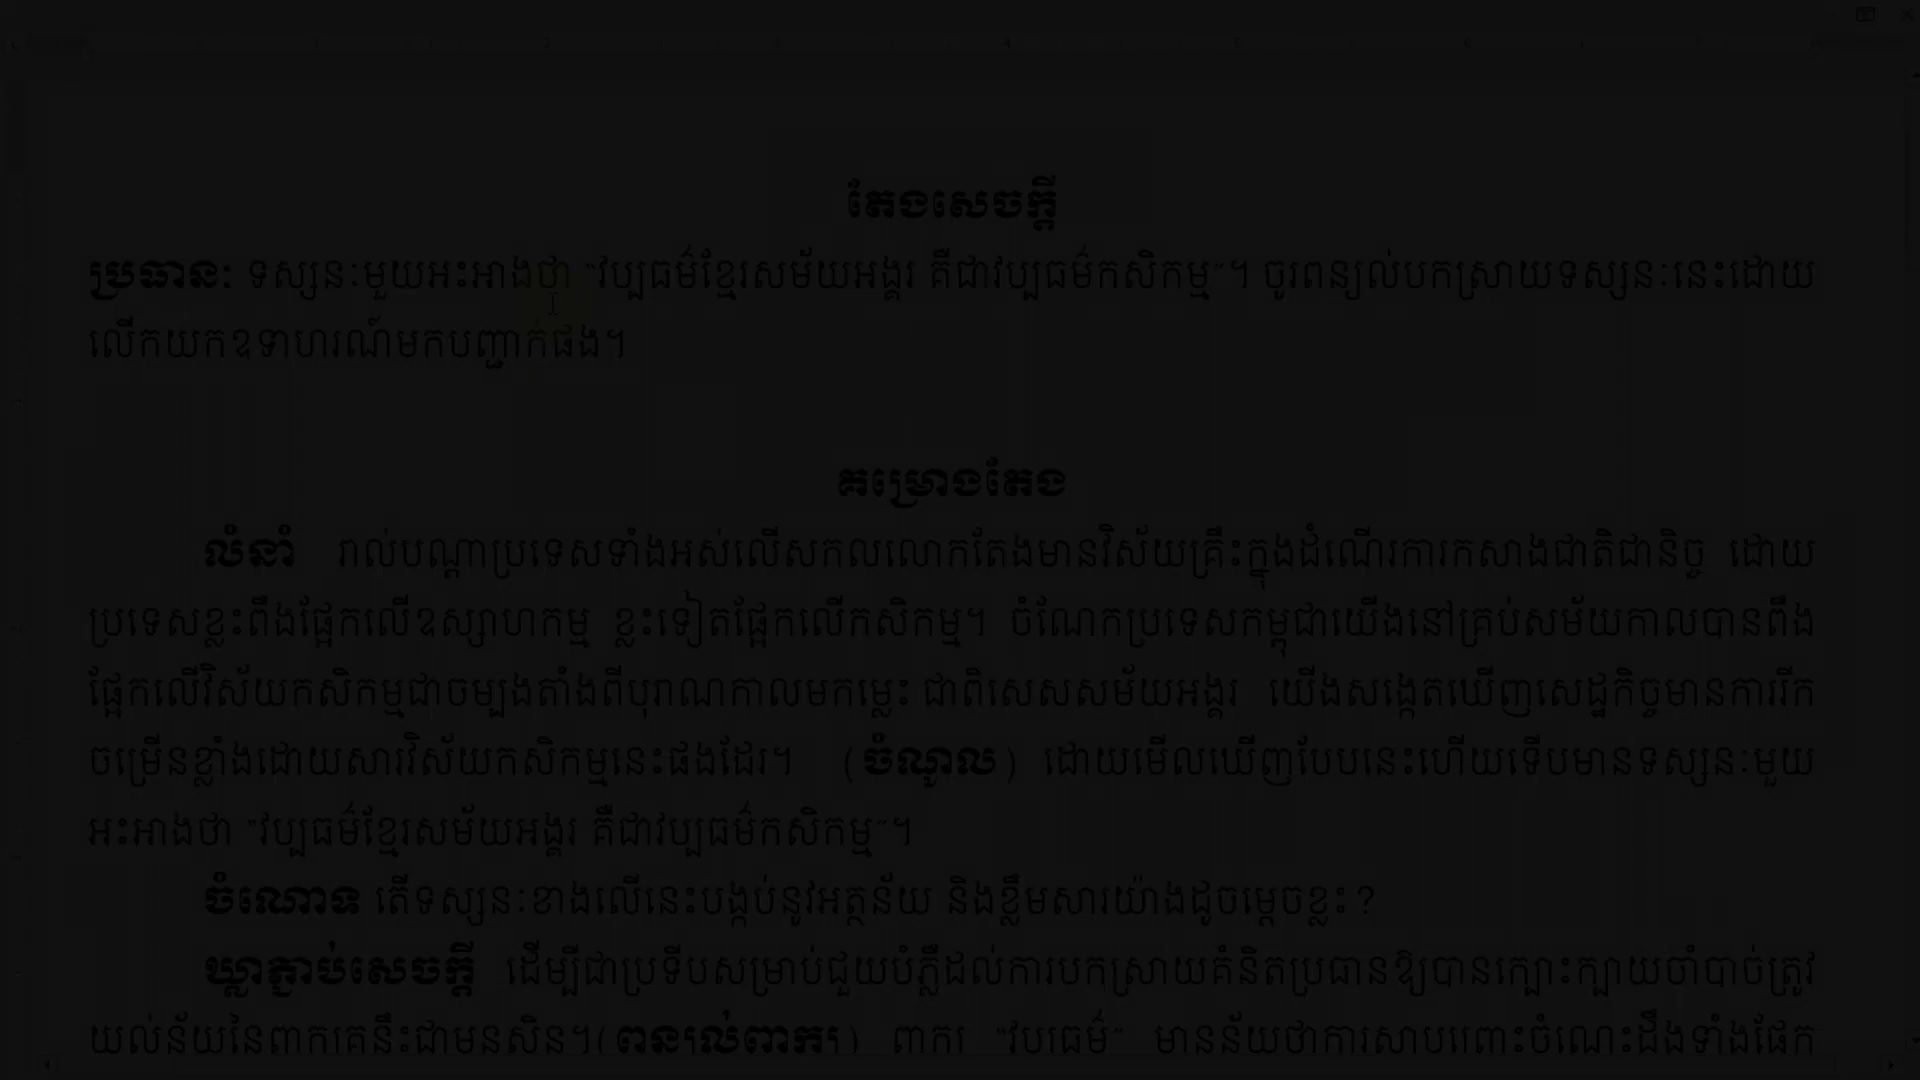 តែងសេចក្តី
ប្រធាន: ទស្សនៈមួយអះអាងថា "វប្បធម៌ខ្មែរសម័យអង្គរ គឺជាវប្បធម៌កសិកម្ម"។ ចូរពន្យល់បកស្រាយទស្សនៈនេះដោយ
លើកយកឧទាហរណ៍មកបញ្ជាក់ផង។
គម្រោងតែង
លំនាំ រាល់បណ្តាប្រទេសទាំងអស់លើសកលលោកតែងមានវិស័យគ្រឹះក្នុងដំណើរការកសាងជាតិជានិច្ច ដោយ
ប្រទេសខ្លះពឹងផ្អែកលើឧស្សាហកម្ម ខ្លះទៀតផ្អែកលើកសិកម្ម។ ចំណែកប្រទេសកម្ពុជាយើងនៅគ្រប់សម័យកាលបានពឹង
ផ្អែកលើវិស័យកសិកម្មជាចម្បងតាំងពីបុរាណកាលមកម្ល៉េះ ជាពិសេសសម័យអង្គរ យើងសង្កេតឃើញសេដ្ឋកិច្ចមានការរីក
ចម្រើនខ្លាំងដោយសារវិស័យកសិកម្មនេះផងដែរ។ (ចំណូល) ដោយមើលឃើញបែបនេះហើយទើបមានទស្សនៈមួយ
អះអាងថា "វប្បធម៌ខ្មែរសម័យអង្គរ គឺជាវប្បធម៌កសិកម្ម"។
ចំណោទ តើទស្សនៈខាងលើនេះបង្កប់នូវអត្ថន័យ និងខ្លឹមសារយ៉ាងដូចម្តេចខ្លះ?
ឃ្លាភ្ជាប់សេចក្តី ដើម្បីជាប្រទីបសម្រាប់ជួយបំភ្លឺដល់ការបកស្រាយគំនិតប្រធានឱ្យបានក្បោះក្បាយចាំបាច់ត្រូវ
យល់ន័យនៃពាក្យគន្លឹះជាមុនសិន។(ពន្យល់ពាក្យ) ពាក្យ "វប្បធម៌" មានន័យថាការសាបព្រោះចំណេះដឹងទាំងផ្នែក